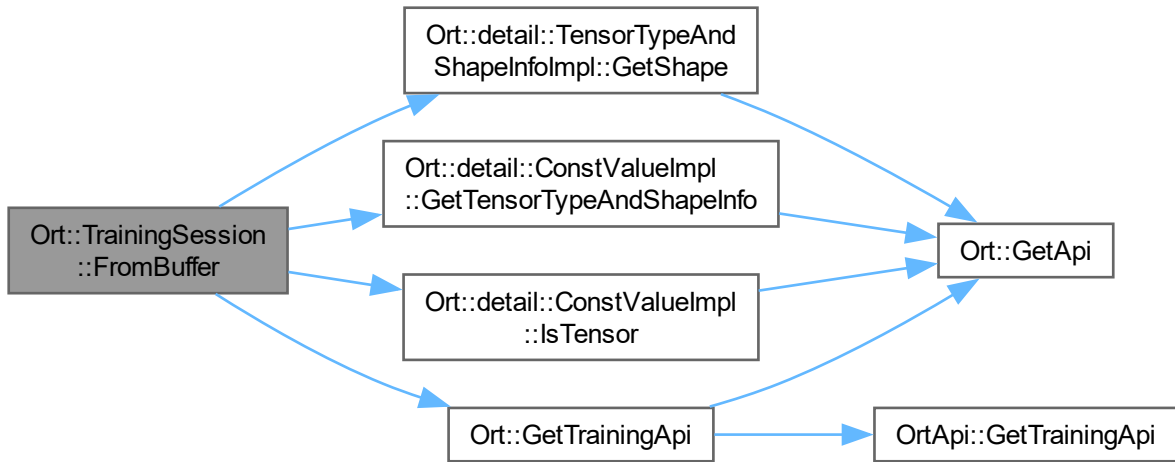 Ort::detail::TensorTypeAnd
ShapeInfoImpl::GetShape
Ort::detail::ConstValueImpl
::GetTensorTypeAndShapeInfo
Ort::TrainingSession
::FromBuffer
Ort::GetApi
Ort::detail::ConstValueImpl
::IsTensor
Ort::GetTrainingApi
OrtApi::GetTrainingApi